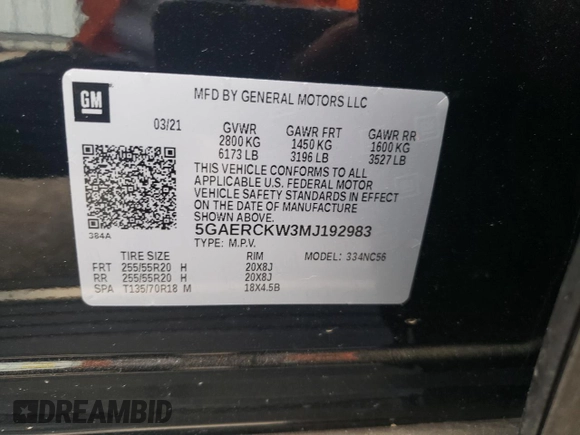 GM
MFD BY GENERAL MOTORS LLC
03/21 GVWR GAWR FRT GAWR RR
2800 KG 1450 KG 1600 KG
6173 LB 3196 LB 3527 LB
THIS VEHICLE CONFORMS TO ALL
APPLICABLE U.S. FEDERAL MOTOR
VEHICLE SAFETY STANDARDS IN EFFECT
ON THE DATE OF MANUFACTURE
SHOWN ABOVE.
384A 5GAERCKW3MJ192983
TYPE: M.P.V. MODEL: 334NC56
TIRE SIZE RIM
FRT 255/55R20 H 20X8J
RR 255/55R20 H 20X8J
SPA T135/70R18 M 18X4.5B
DREAMBID